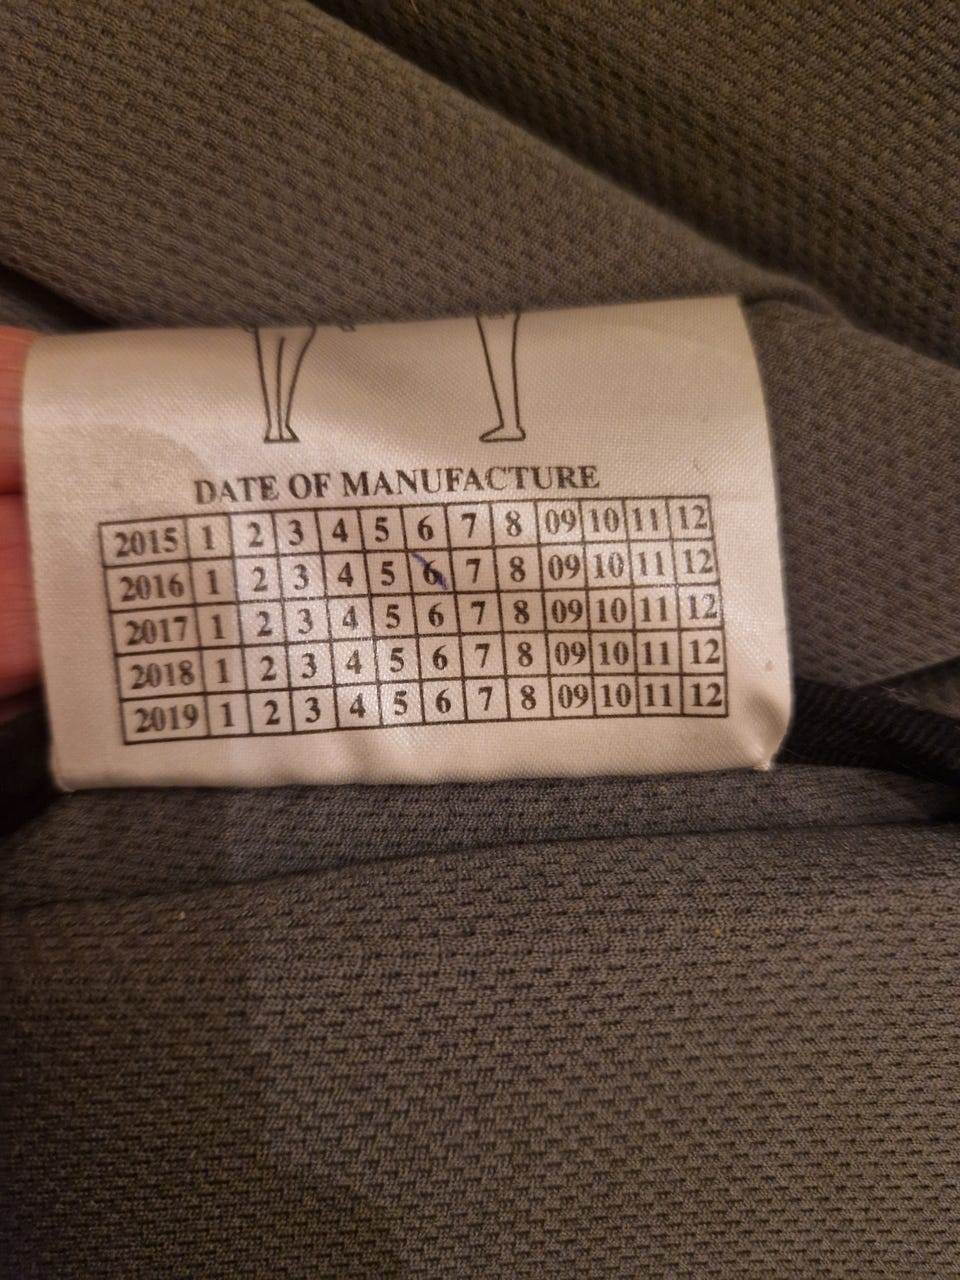 DATE OF MANUFACTURE
2015 1 2 3 4 5 6 7 8 09 10 11 12
2016 1 2 3 4 5 6 7 8 09 10 11 12
2017 1 2 3 4 5 6 7 8 09 10 11 12
2018 1 2 3 4 5 6 7 8 09 10 11 12
2019 1 2 3 4 5 6 7 8 09 10 11 12